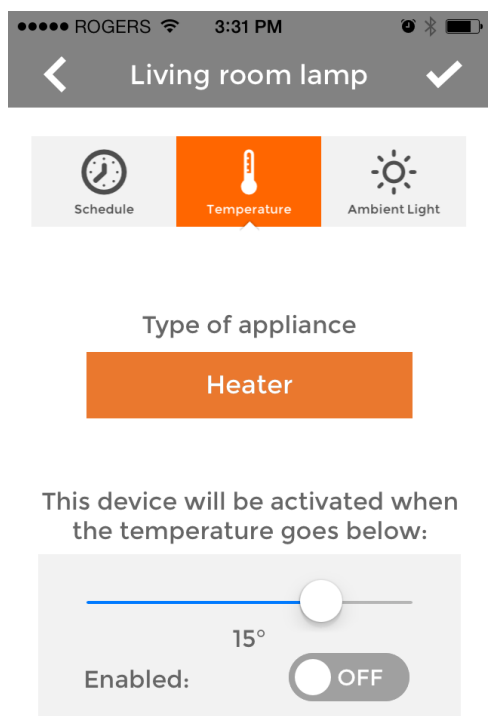 ROGERS 3:31 PM
Living room lamp
Schedule Temperature Ambient Light
Type of appliance
Heater
This device will be activated when
the temperature goes below:
15°
Enabled: OFF